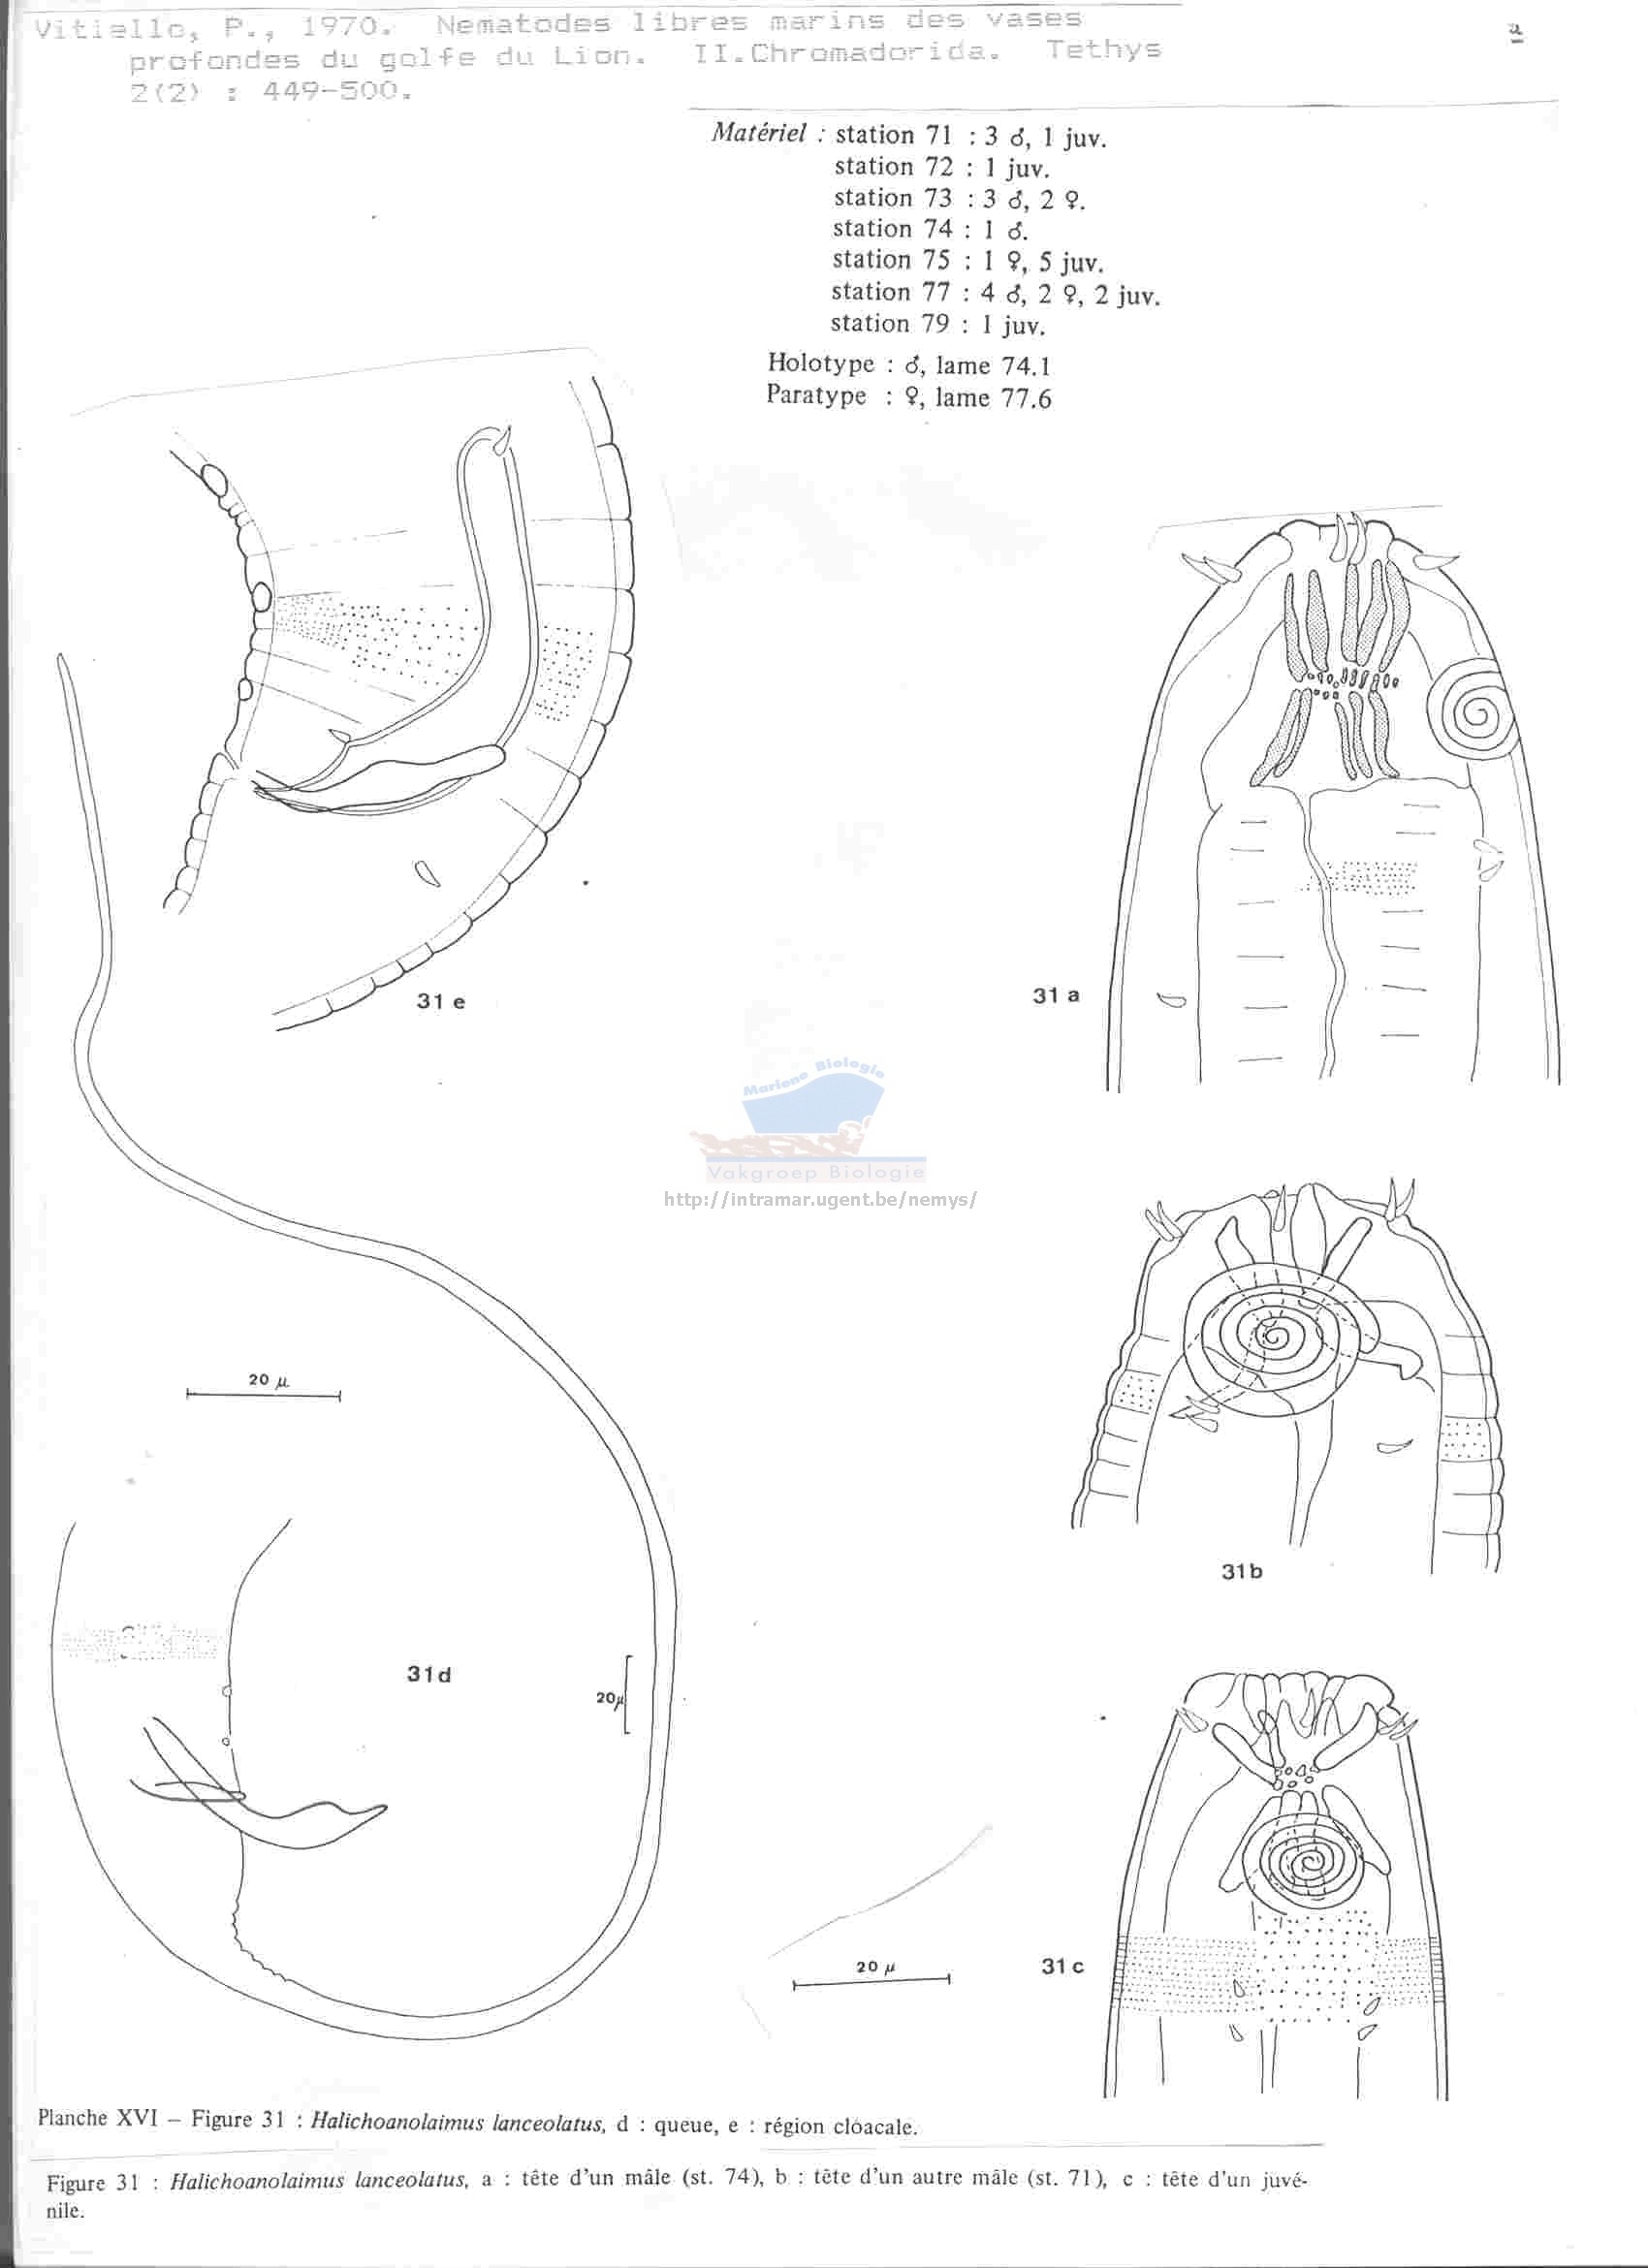 Vitiello, P., 1970. Nematodes libres marins des vases
profondes du golfe du Lion. II.Chromadorida. Tethys
2(2) : 449-500.
Matériel : station 71 : 3 ♂, 1 juv.
station 72 : 1 juv.
station 73 : 3 ♂, 2 ♀.
station 74 : 1 ♂.
station 75 : 1 ♀, 5 juv.
station 77 : 4 ♂, 2 ♀, 2 juv.
station 79 : 1 juv.
Holotype : ♂, lame 74.1
Paratype : ♀, lame 77.6
31 e
31 a
Mariene Biologie
Vakgroep Biologie
http://intramar.ugent.be/nemys/
20 µ
31b
31d
20µ
20 µ
31 c
Planche XVI – Figure 31 : Halichoanolaimus lanceolatus, d : queue, e : région clóacale.
Figure 31 : Halichoanolaimus lanceolatus, a : tête d'un mâle (st. 74), b : tête d'un autre mâle (st. 71), c : tête d'un juvé-
nile.